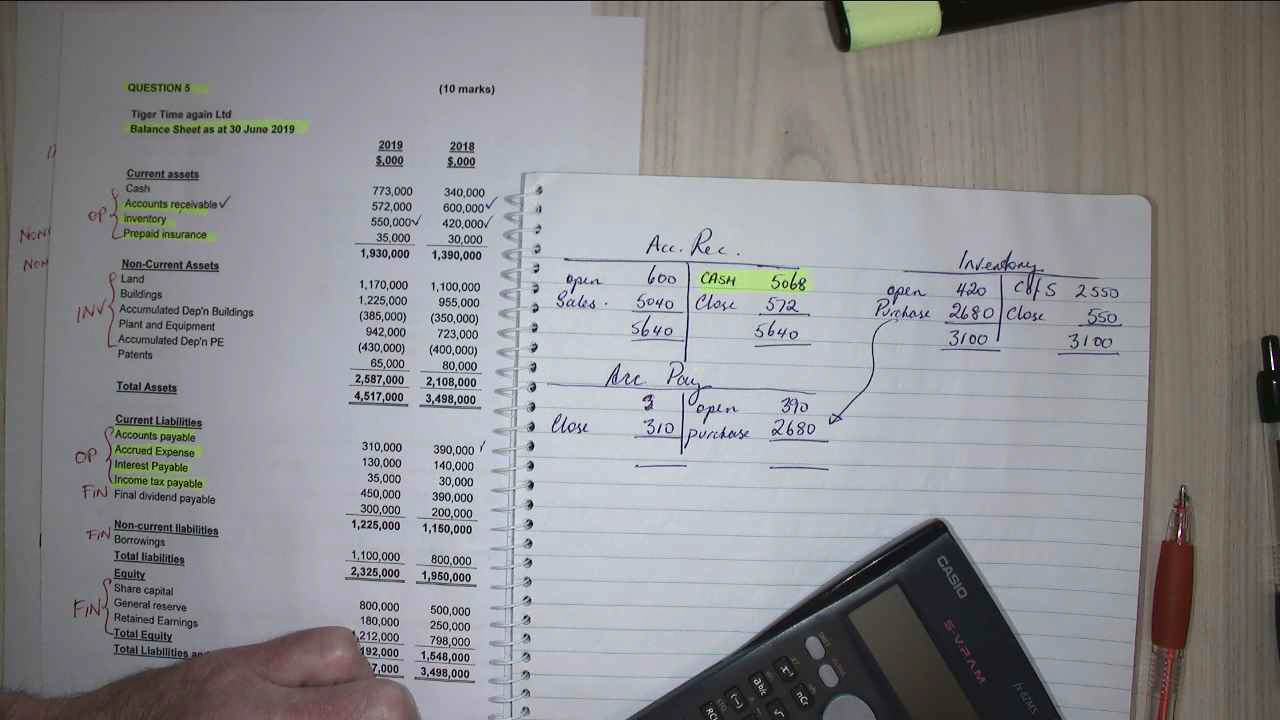 QUESTION 5 (10 marks)
Tiger Time again Ltd
Balance Sheet as at 30 June 2019
2019 2018
$,000 $,000
Current assets
Cash 773,000 340,000
Accounts receivable ✓ 572,000 600,000 ✓
Inventory 550,000 ✓ 420,000 ✓
Prepaid insurance 35,000 30,000
1,930,000 1,390,000
OP
NON
NON
Non-Current Assets
Land 1,170,000 1,100,000
Buildings 1,225,000 955,000
Accumulated Dep'n Buildings (385,000) (350,000)
Plant and Equipment 942,000 723,000
Accumulated Dep'n PE (430,000) (400,000)
Patents 65,000 80,000
2,587,000 2,108,000
INV
Total Assets 4,517,000 3,498,000
Current Liabilities
Accounts payable 310,000 390,000 ✓
Accrued Expense 130,000 140,000
Interest Payable 35,000 30,000
Income tax payable 450,000 390,000
Final dividend payable 300,000 200,000
1,225,000 1,150,000
OP
FIN
Non-current liabilities
FIN Borrowings 1,100,000 800,000
Total liabilities 2,325,000 1,950,000
Equity
Share capital 800,000 500,000
General reserve 180,000 250,000
Retained Earnings ,212,000 798,000
FIN
Total Equity 192,000 1,548,000
Total Liabilities 7,000 3,498,000
Acc. Rec.
open 600 CASH 5068
Sales. 5040 Close 572
5640 5640
Inventory
open 420 2550
Purchase 2680 Close 550
3100 3100
Acc Pay
3 open 390
Close 310 purchase 2680
CASIO
S-V.P.A.M.